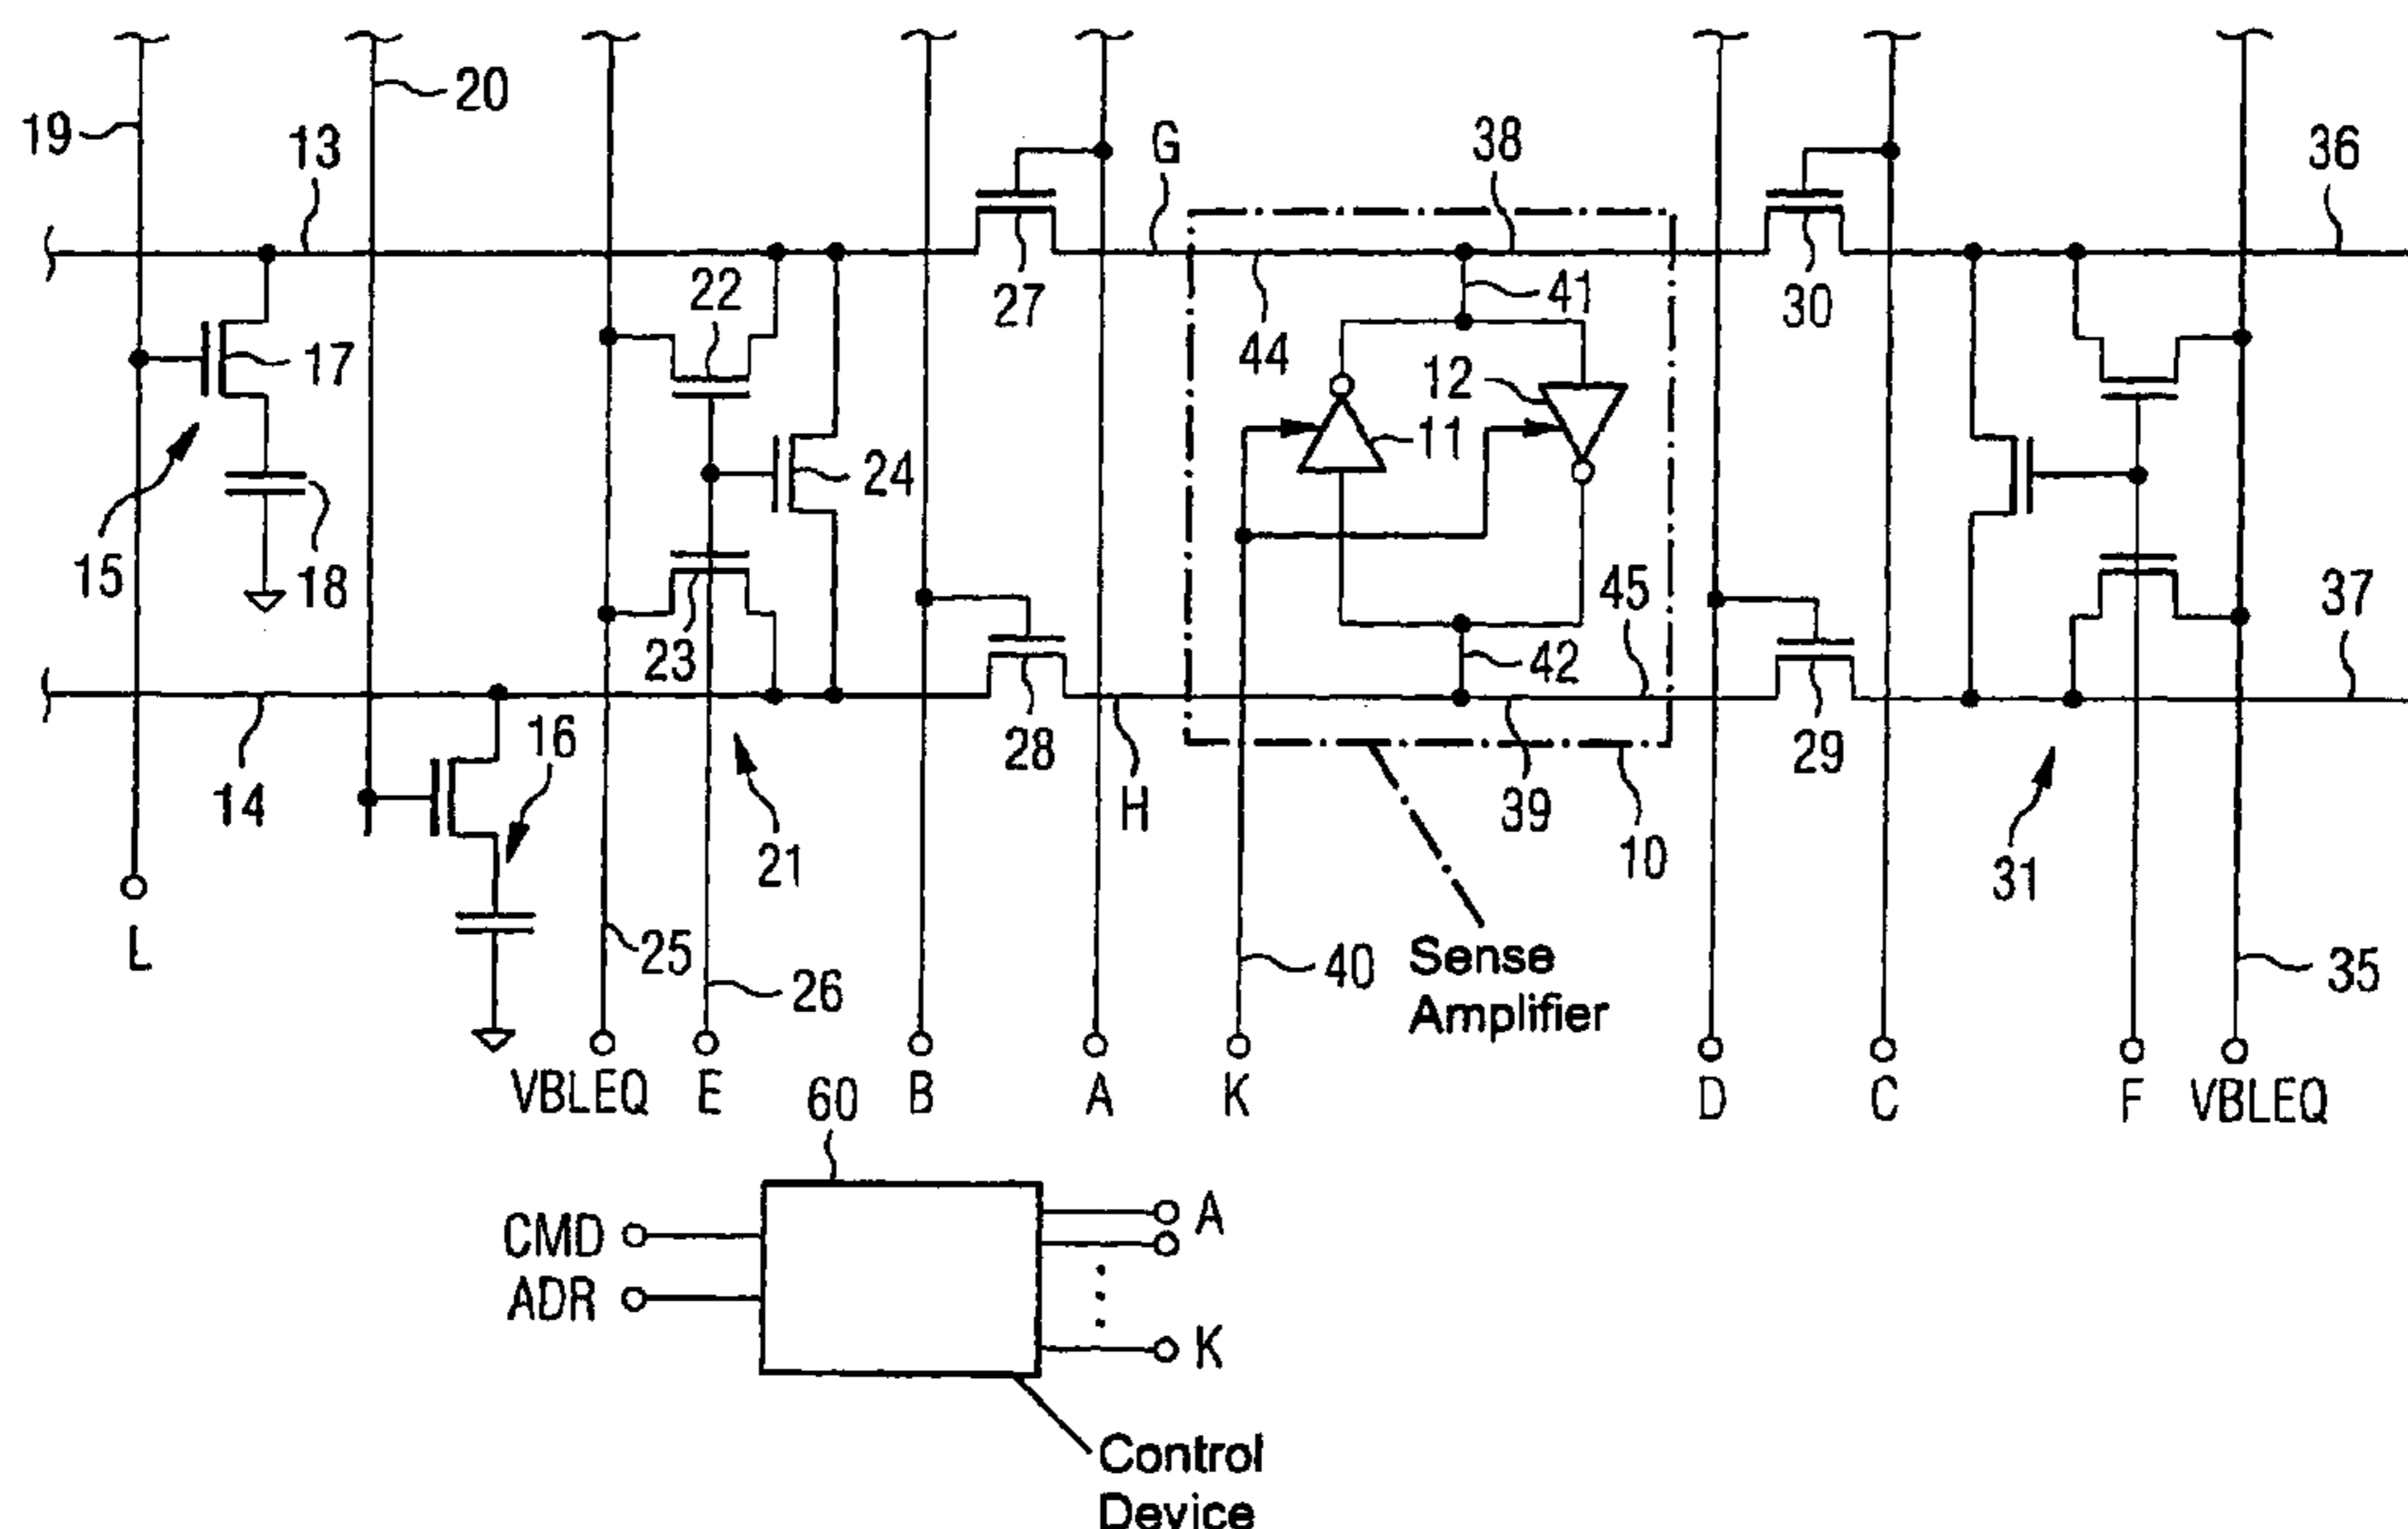 20
19
13
G
38
36
22
27
44
41
30
12
11
17
24
15
18
23
45
37
42
16
28
29
14
H
39
21
10
31
L
25
26
40
Sense
Amplifier
35
VBLEQ E B A K D C F VBLEQ
60
CMD
A
ADR
K
Control
Device